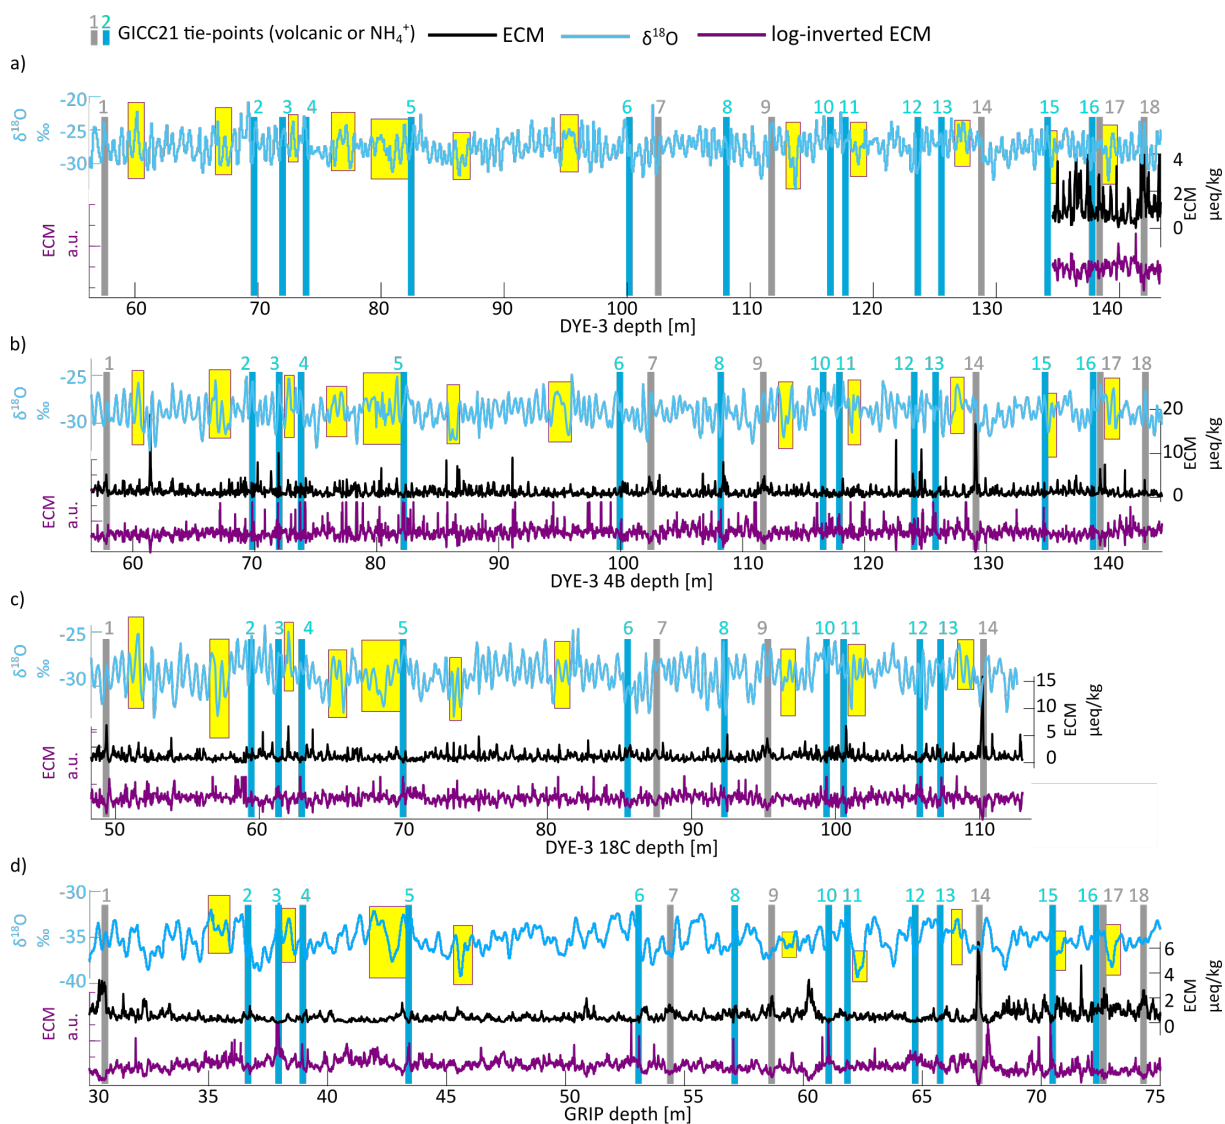 1 2 GICC21 tie-points (volcanic or NH₄⁺) ECM δ¹⁸O log-inverted ECM
a)
1 2 3 4 5 6 7 8 9 10 11 12 13 14 15 16 17 18
-20
-25
-30
δ¹⁸O
‰
ECM
a.u.
4
2
0
ECM
µeq/kg
60 70 80 90 100 110 120 130 140
DYE-3 depth [m]
b)
1 2 3 4 5 6 7 8 9 10 11 12 13 14 15 16 17 18
-25
-30
δ¹⁸O
‰
ECM
a.u.
20
10
0
ECM
µeq/kg
60 70 80 90 100 110 120 130 140
DYE-3 4B depth [m]
c)
1 2 3 4 5 6 7 8 9 10 11 12 13 14
-25
-30
δ¹⁸O
‰
ECM
a.u.
15
10
5
0
ECM
µeq/kg
50 60 70 80 90 100 110
DYE-3 18C depth [m]
d)
1 2 3 4 5 6 7 8 9 10 11 12 13 14 15 16 17 18
-30
-35
-40
δ¹⁸O
‰
ECM
a.u.
6
4
2
0
ECM
µeq/kg
30 35 40 45 50 55 60 65 70 75
GRIP depth [m]